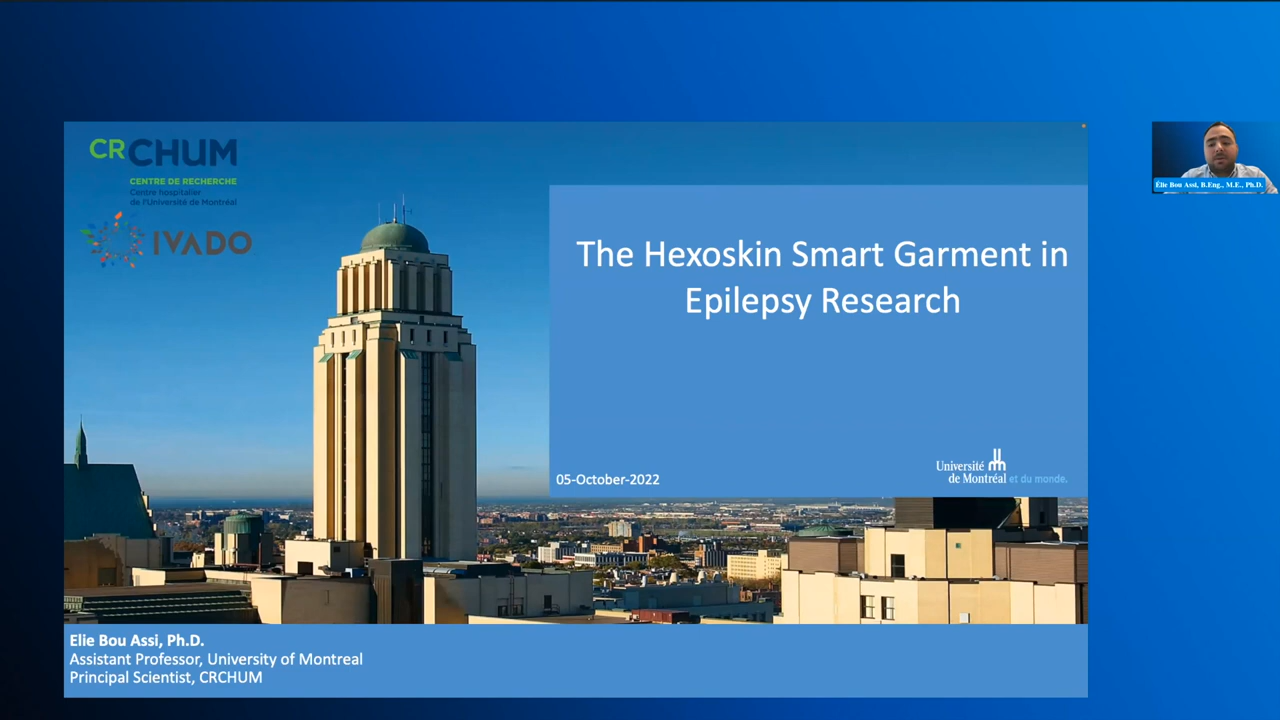 CRCHUM
CENTRE DE RECHERCHE
Centre hospitalier
de l'Université de Montréal
IVADO
The Hexoskin Smart Garment in
Epilepsy Research
05-October-2022
Université
de Montréal et du monde.
Élie Bou Assi, B.Eng., M.E., Ph.D.
Elie Bou Assi, Ph.D.
Assistant Professor, University of Montreal
Principal Scientist, CRCHUM